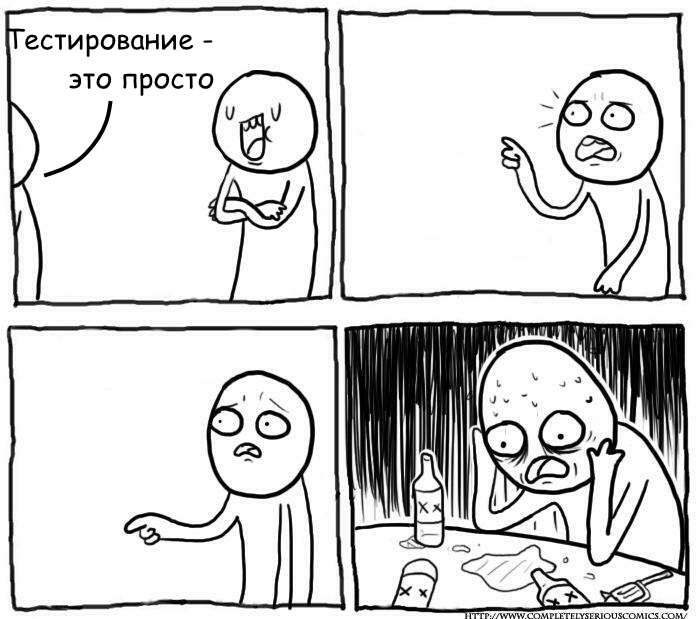 Тестирование -
это просто
x x
x x
x x
HTTP://WWW.COMPLETELYSERIOUSCOMICS.COM/